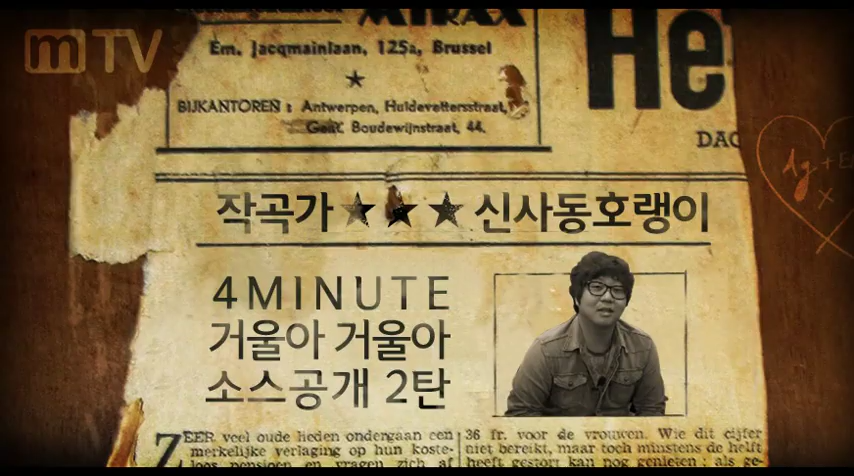 mTV
Em. Jacqmainlaan, 125a, Brussel
He
★
BIJKANTOREN : Antwerpen, Huidevettersstraat,
Boudewijnstraat, 44.
작곡가★★★신사동호랭이
4MINUTE
거울아 거울아
소스공개 2탄
ZEER veel oude lieden ondergaan een
merkelijke verlaging op hun koste-
36 fr. voor de vrouwen. Wie dit cijfer
niet bereikt, maar toch minstens de helft